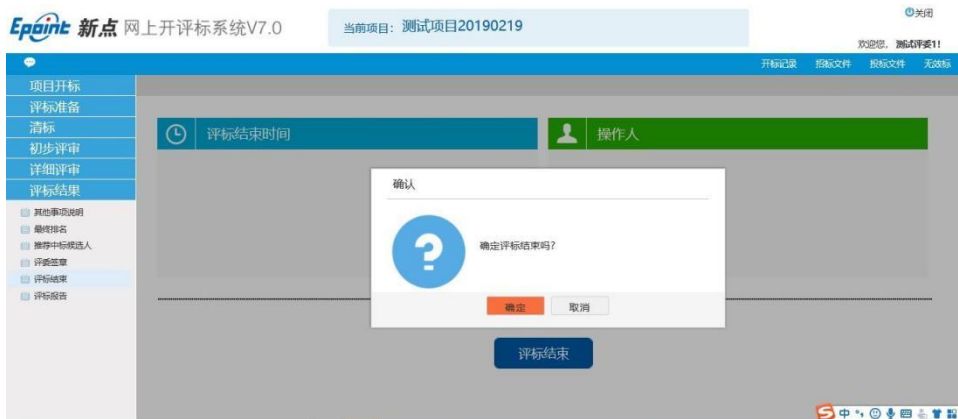 关闭
Epoint 新点 网上开评标系统V7.0
当前项目：测试项目20190219
欢迎您，测试评委1!
开标记录 招标文件 投标文件 无效标
项目开标
评标准备
清标
初步评审
详细评审
评标结果
其他事项说明
最终排名
推荐中标候选人
评委签章
评标结束
评标报告
评标结束时间
操作人
确认
确定评标结束吗?
确定 取消
评标结束
中